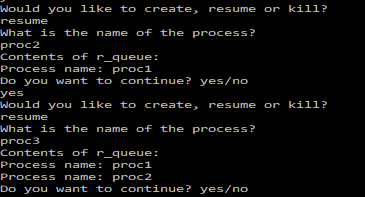 Would you like to create, resume or kill?
resume
What is the name of the process?
proc2
Contents of r_queue:
Process name: proc1
Do you want to continue? yes/no
yes
Would you like to create, resume or kill?
resume
What is the name of the process?
proc3
Contents of r_queue:
Process name: proc1
Process name: proc2
Do you want to continue? yes/no